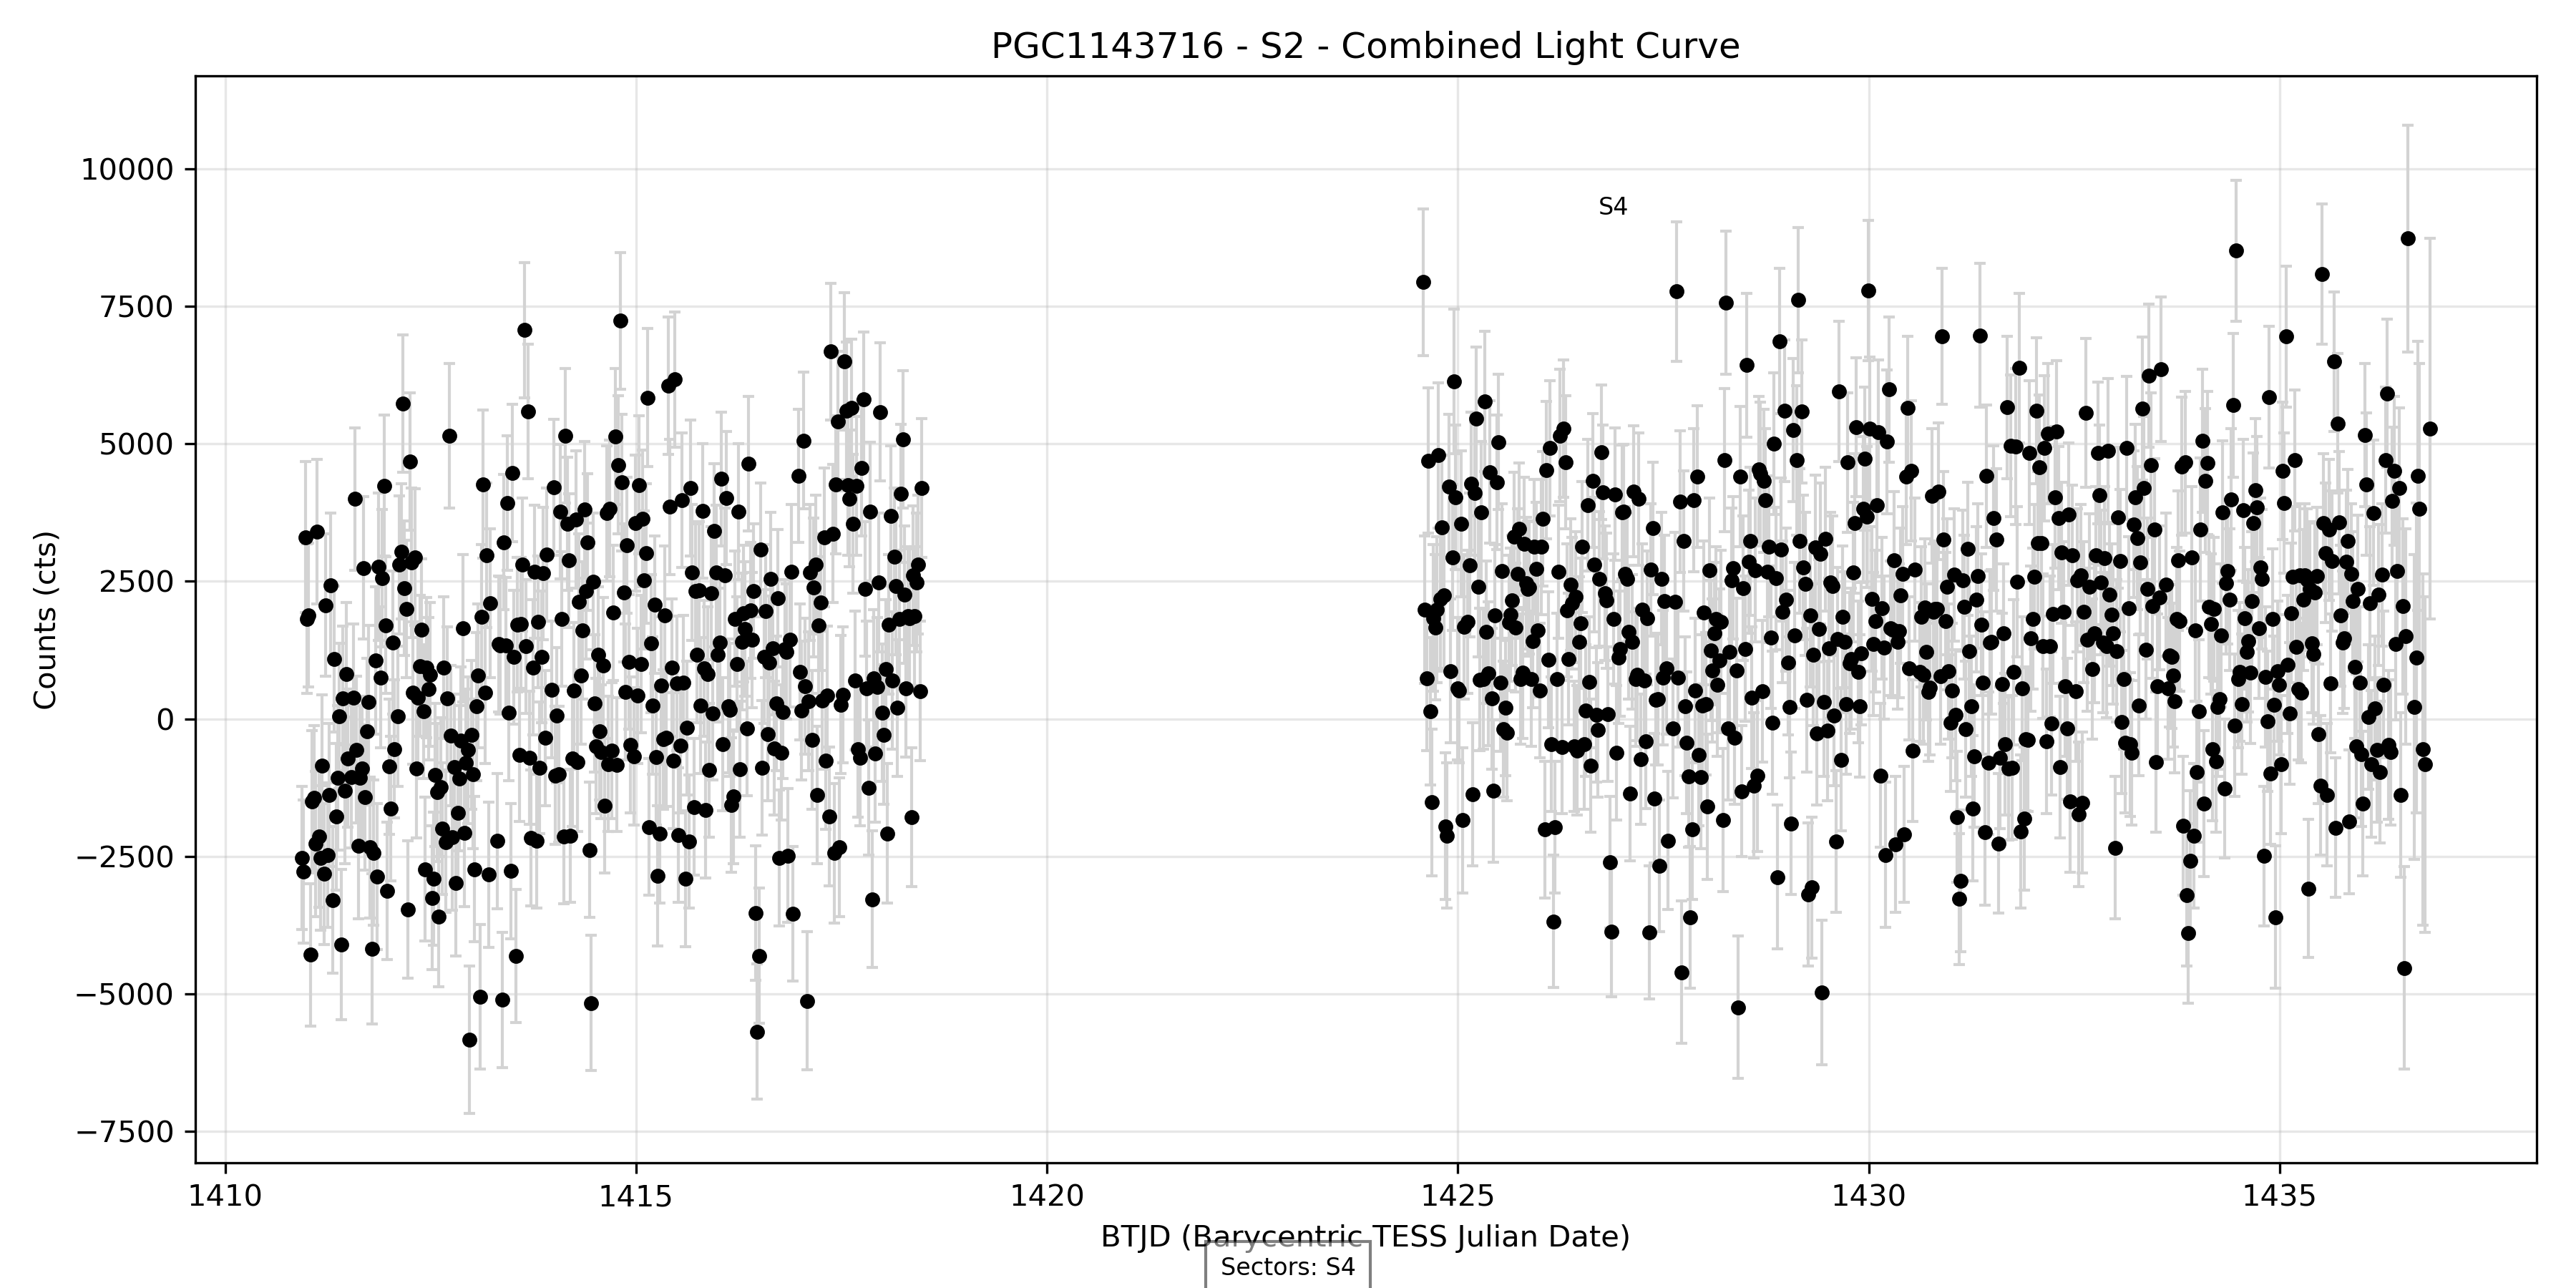 PGC1143716 - S2 - Combined Light Curve
10000
7500
5000
2500
0
−2500
−5000
−7500
Counts (cts)
S4
1410 1415 1420 1425 1430 1435
BTJD (Barycentric TESS Julian Date)
Sectors: S4